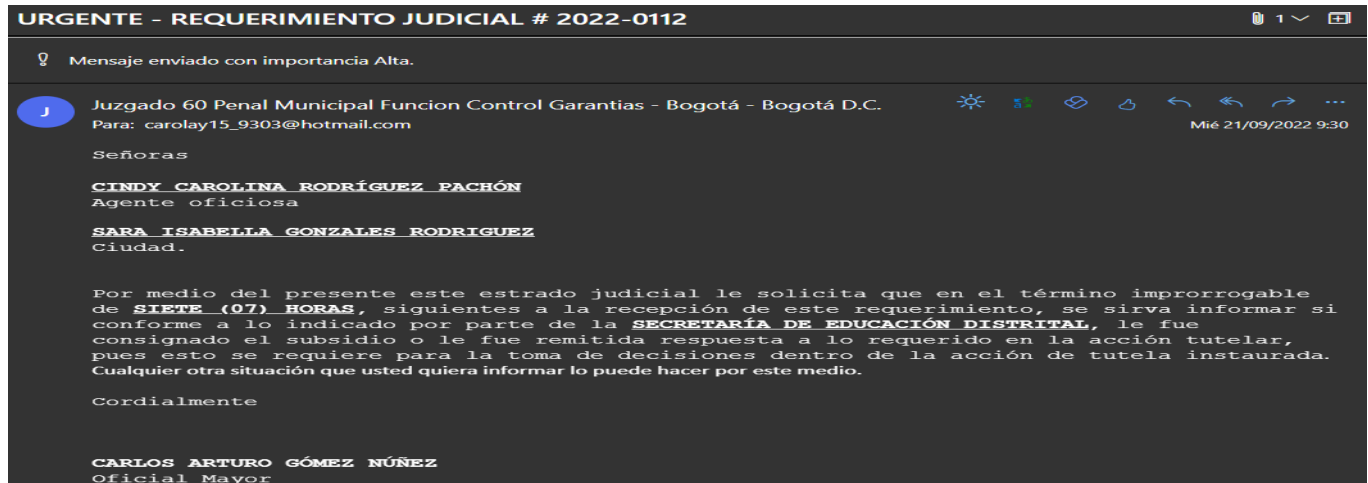 URGENTE - REQUERIMIENTO JUDICIAL # 2022-0112
1
Mensaje enviado con importancia Alta.
J
Juzgado 60 Penal Municipal Funcion Control Garantias - Bogotá - Bogotá D.C.
Para: carolay15_9303@hotmail.com
Mié 21/09/2022 9:30
Señoras
CINDY CAROLINA RODRÍGUEZ PACHÓN
Agente oficiosa
SARA ISABELLA GONZALES RODRIGUEZ
Ciudad.
Por medio del presente este estrado judicial le solicita que en el término improrrogable
de SIETE (07) HORAS, siguientes a la recepción de este requerimiento, se sirva informar si
conforme a lo indicado por parte de la SECRETARÍA DE EDUCACIÓN DISTRITAL, le fue
consignado el subsidio o le fue remitida respuesta a lo requerido en la acción tutelar,
pues esto se requiere para la toma de decisiones dentro de la acción de tutela instaurada.
Cualquier otra situación que usted quiera informar lo puede hacer por este medio.
Cordialmente
CARLOS ARTURO GÓMEZ NÚÑEZ
Oficial Mayor